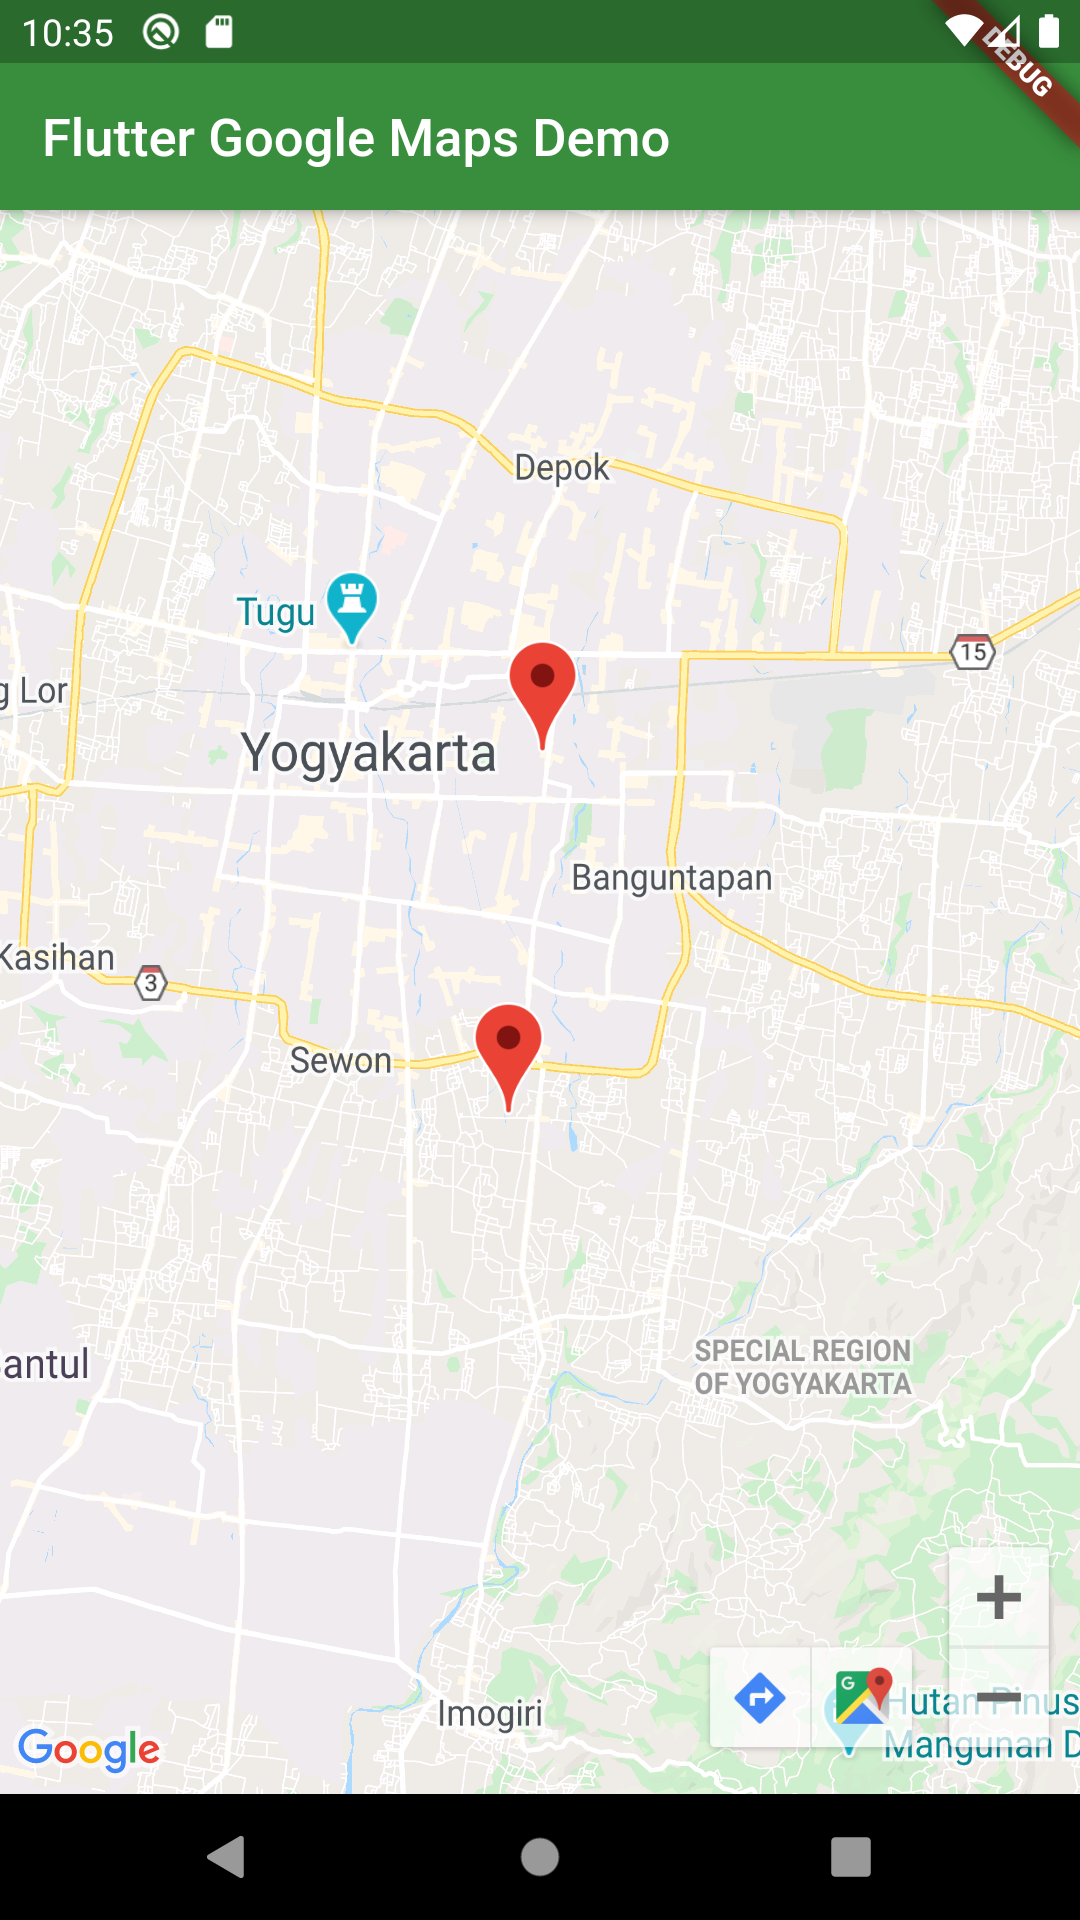 10:35
DEBUG
Flutter Google Maps Demo
Depok
Tugu
15
g Lor
Yogyakarta
Banguntapan
Kasihan
3
Sewon
SPECIAL REGION
OF YOGYAKARTA
antul
G
Hutan Pinus
Mangunan D
Imogiri
Google